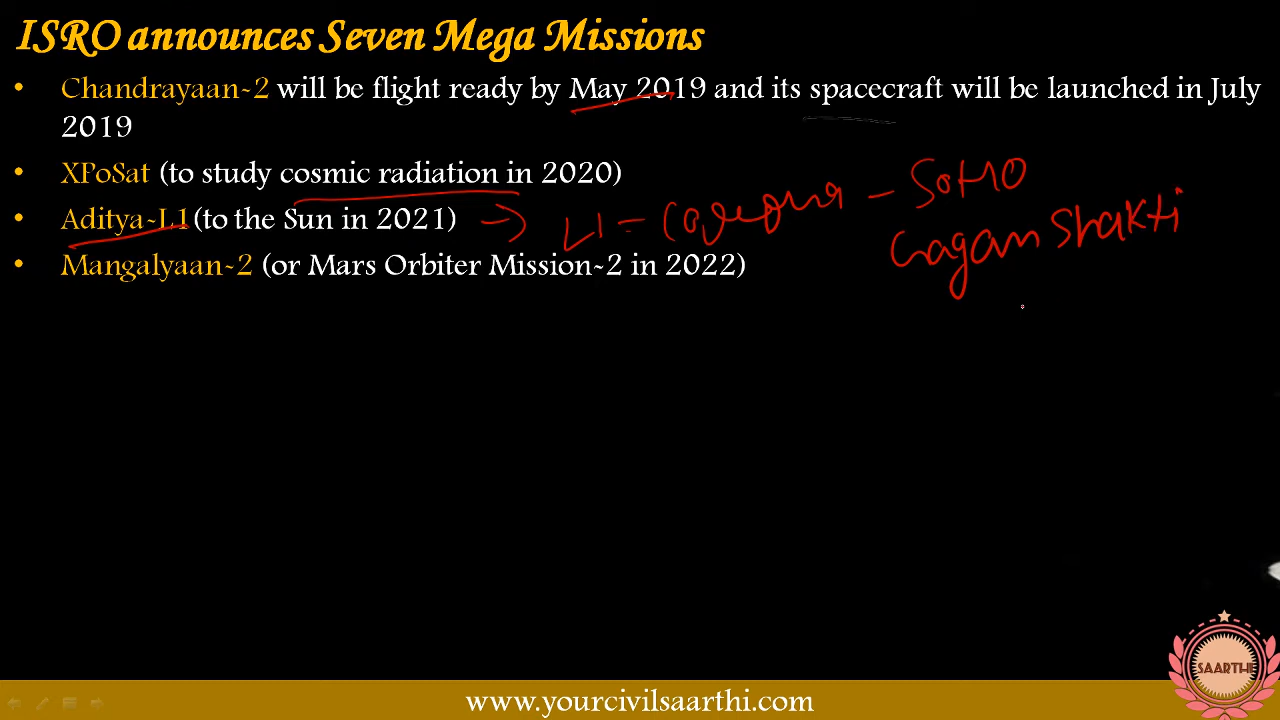 ISRO announces Seven Mega Missions
• Chandrayaan-2 will be flight ready by May 2019 and its spacecraft will be launched in July
2019
• XPoSat (to study cosmic radiation in 2020)
• Aditya-L1 (to the Sun in 2021) → L1 = - SOHO
Gagan Shakti
• Mangalyaan-2 (or Mars Orbiter Mission-2 in 2022)
SAARTHI
www.yourcivilsaarthi.com